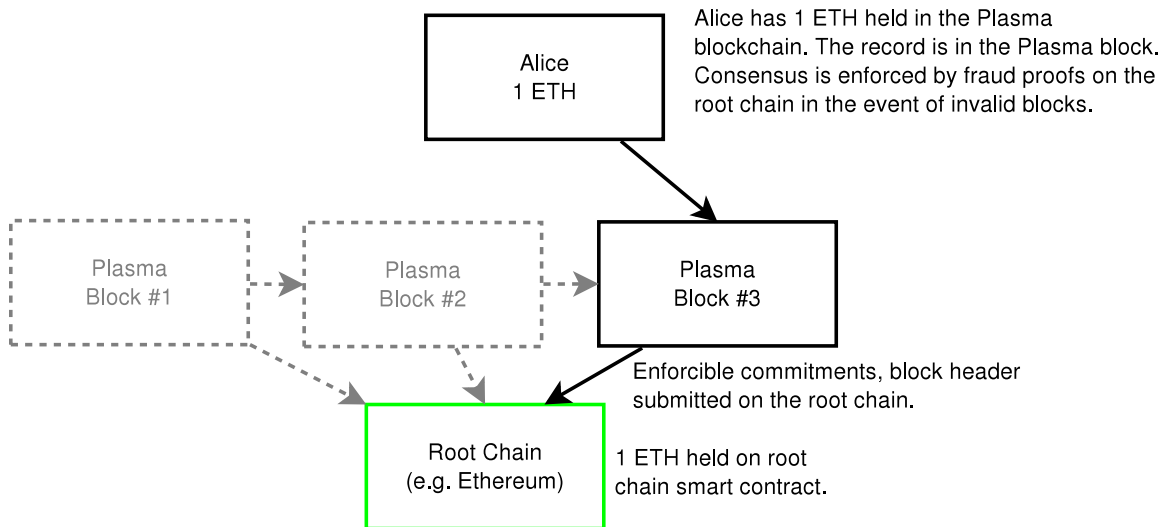 Alice has 1 ETH held in the Plasma
blockchain. The record is in the Plasma block.
Consensus is enforced by fraud proofs on the
root chain in the event of invalid blocks.
Alice
1 ETH
Plasma
Block #1
Plasma
Block #2
Plasma
Block #3
Enforcible commitments, block header
submitted on the root chain.
Root Chain
(e.g. Ethereum)
1 ETH held on root
chain smart contract.